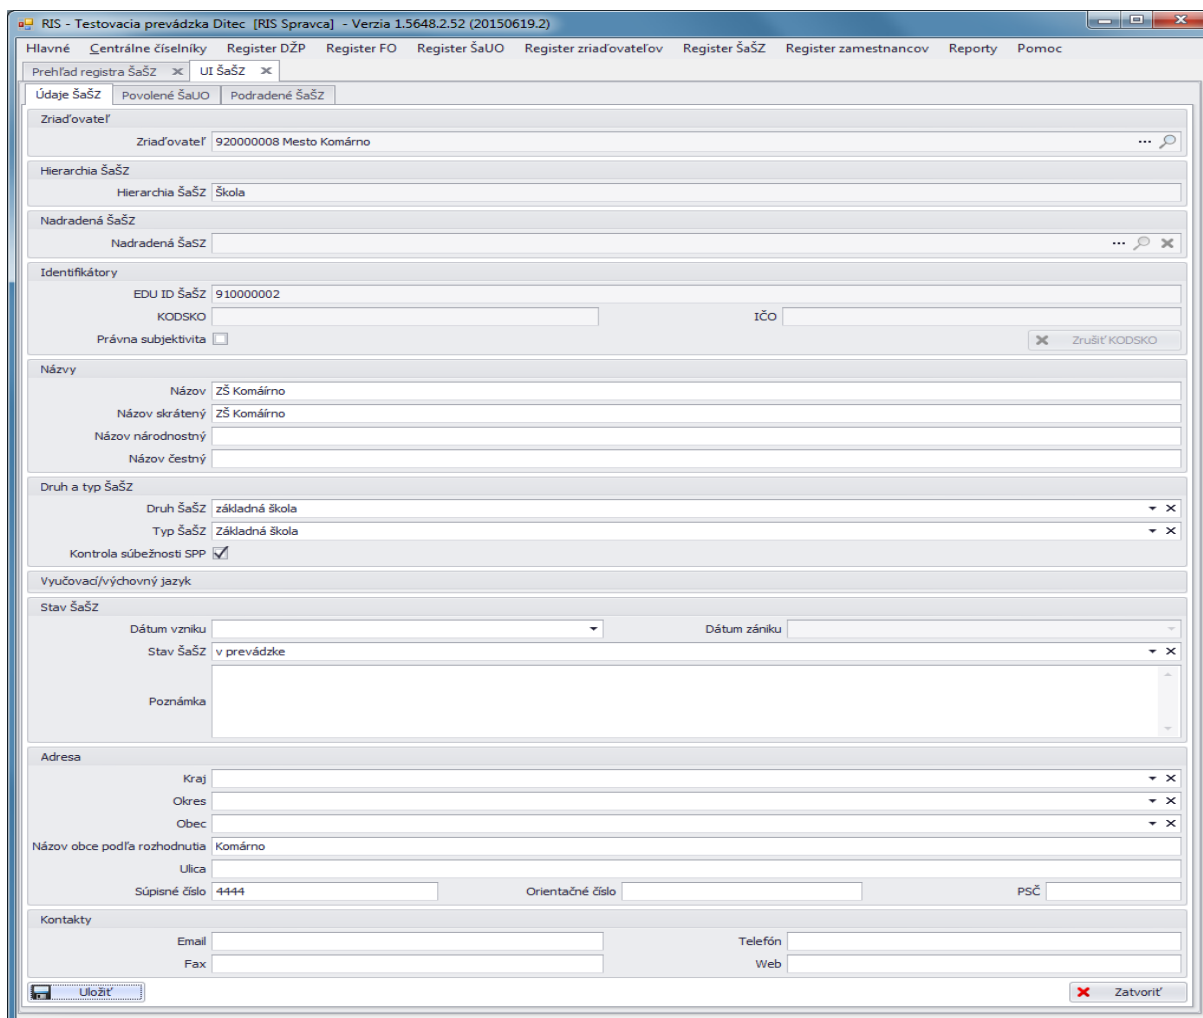 RIS - Testovacia prevádzka Ditec [RIS Spravca] - Verzia 1.5648.2.52 (20150619.2)
Hlavné Centrálne číselníky Register DŽP Register FO Register ŠaUO Register zriaďovateľov Register ŠaŠZ Register zamestnancov Reporty Pomoc
Prehľad registra ŠaŠZ UI ŠaŠZ
Údaje ŠaŠZ Povolené ŠaUO Podradené ŠaŠZ
Zriaďovateľ
Zriaďovateľ 920000008 Mesto Komárno
Hierarchia ŠaŠZ
Hierarchia ŠaŠZ Škola
Nadradená ŠaŠZ
Nadradená ŠaSZ
Identifikátory
EDU ID ŠaŠZ 910000002
KODSKO IČO
Právna subjektivita Zrušiť KODSKO
Názvy
Názov ZŠ Komáírno
Názov skrátený ZŠ Komáírno
Názov národnostný
Názov čestný
Druh a typ ŠaŠZ
Druh ŠaŠZ základná škola
Typ ŠaŠZ Základná škola
Kontrola súbežnosti SPP
Vyučovací/výchovný jazyk
Stav ŠaŠZ
Dátum vzniku Dátum zániku
Stav ŠaŠZ v prevádzke
Poznámka
Adresa
Kraj
Okres
Obec
Názov obce podľa rozhodnutia Komárno
Ulica
Súpisné číslo 4444 Orientačné číslo PSČ
Kontakty
Email Telefón
Fax Web
Uložiť Zatvoriť